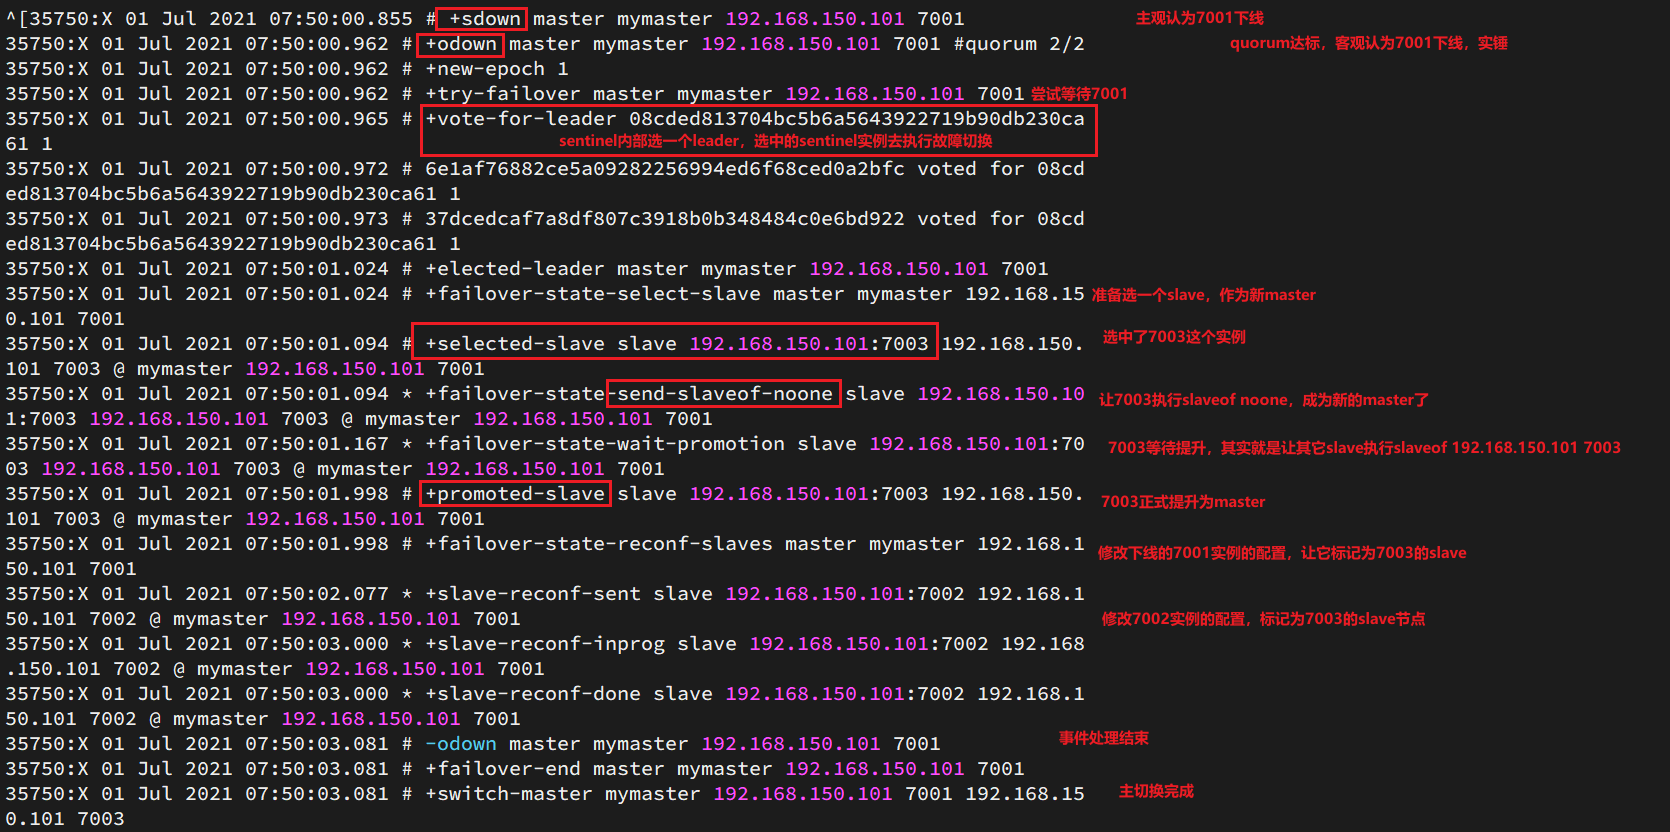 ^[35750:X 01 Jul 2021 07:50:00.855 # +sdown master mymaster 192.168.150.101 7001 主观认为7001下线
35750:X 01 Jul 2021 07:50:00.962 # +odown master mymaster 192.168.150.101 7001 #quorum 2/2 quorum达标，客观认为7001下线，实锤
35750:X 01 Jul 2021 07:50:00.962 # +new-epoch 1
35750:X 01 Jul 2021 07:50:00.962 # +try-failover master mymaster 192.168.150.101 7001 尝试等待7001
35750:X 01 Jul 2021 07:50:00.965 # +vote-for-leader 08cded813704bc5b6a5643922719b90db230ca
61 1 sentinel内部选一个leader，选中的sentinel实例去执行故障切换
35750:X 01 Jul 2021 07:50:00.972 # 6e1af76882ce5a09282256994ed6f68ced0a2bfc voted for 08cd
ed813704bc5b6a5643922719b90db230ca61 1
35750:X 01 Jul 2021 07:50:00.973 # 37dcedcaf7a8df807c3918b0b348484c0e6bd922 voted for 08cd
ed813704bc5b6a5643922719b90db230ca61 1
35750:X 01 Jul 2021 07:50:01.024 # +elected-leader master mymaster 192.168.150.101 7001
35750:X 01 Jul 2021 07:50:01.024 # +failover-state-select-slave master mymaster 192.168.15 准备选一个slave，作为新master
0.101 7001
35750:X 01 Jul 2021 07:50:01.094 # +selected-slave slave 192.168.150.101:7003 192.168.150. 选中了7003这个实例
101 7003 @ mymaster 192.168.150.101 7001
35750:X 01 Jul 2021 07:50:01.094 * +failover-state-send-slaveof-noone slave 192.168.150.10 让7003执行slaveof noone，成为新的master了
1:7003 192.168.150.101 7003 @ mymaster 192.168.150.101 7001
35750:X 01 Jul 2021 07:50:01.167 * +failover-state-wait-promotion slave 192.168.150.101:70 7003等待提升，其实就是让其它slave执行slaveof 192.168.150.101 7003
03 192.168.150.101 7003 @ mymaster 192.168.150.101 7001
35750:X 01 Jul 2021 07:50:01.998 # +promoted-slave slave 192.168.150.101:7003 192.168.150. 7003正式提升为master
101 7003 @ mymaster 192.168.150.101 7001
35750:X 01 Jul 2021 07:50:01.998 # +failover-state-reconf-slaves master mymaster 192.168.1 修改下线的7001实例的配置，让它标记为7003的slave
50.101 7001
35750:X 01 Jul 2021 07:50:02.077 * +slave-reconf-sent slave 192.168.150.101:7002 192.168.1
50.101 7002 @ mymaster 192.168.150.101 7001 修改7002实例的配置，标记为7003的slave节点
35750:X 01 Jul 2021 07:50:03.000 * +slave-reconf-inprog slave 192.168.150.101:7002 192.168
.150.101 7002 @ mymaster 192.168.150.101 7001
35750:X 01 Jul 2021 07:50:03.000 * +slave-reconf-done slave 192.168.150.101:7002 192.168.1
50.101 7002 @ mymaster 192.168.150.101 7001
35750:X 01 Jul 2021 07:50:03.081 # -odown master mymaster 192.168.150.101 7001 事件处理结束
35750:X 01 Jul 2021 07:50:03.081 # +failover-end master mymaster 192.168.150.101 7001
35750:X 01 Jul 2021 07:50:03.081 # +switch-master mymaster 192.168.150.101 7001 192.168.15 主切换完成
0.101 7003